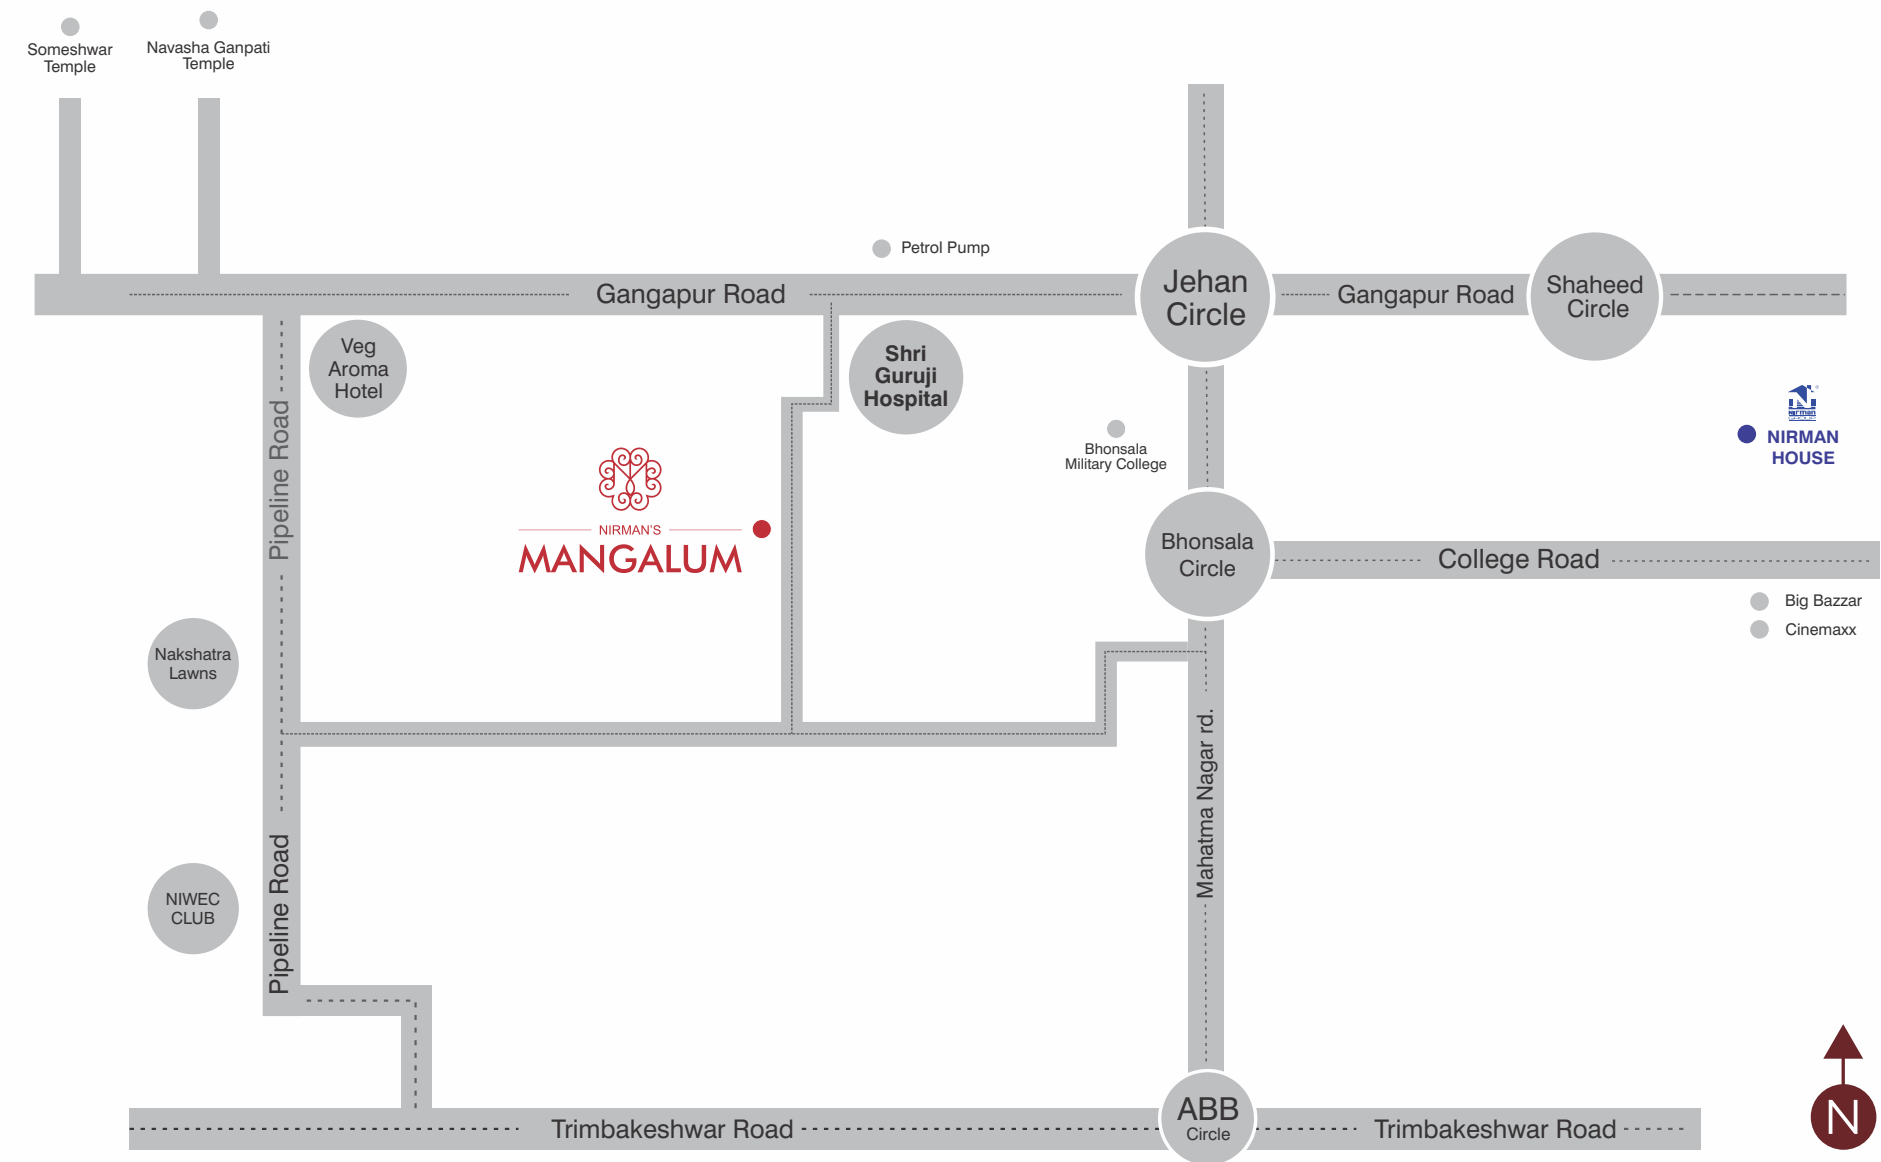 Someshwar
Temple
Navasha Ganpati
Temple
Petrol Pump
Gangapur Road
Jehan
Circle
Gangapur Road
Shaheed
Circle
Veg
Aroma
Hotel
Shri
Guruji
Hospital
Pipeline Road
Bhonsala
Military College
Nirman
GROUP
NIRMAN
HOUSE
NIRMAN'S
MANGALUM
Bhonsala
Circle
College Road
Big Bazzar
Cinemaxx
Nakshatra
Lawns
Mahatma Nagar rd.
NIWEC
CLUB
Pipeline Road
Trimbakeshwar Road
ABB
Circle
Trimbakeshwar Road
N